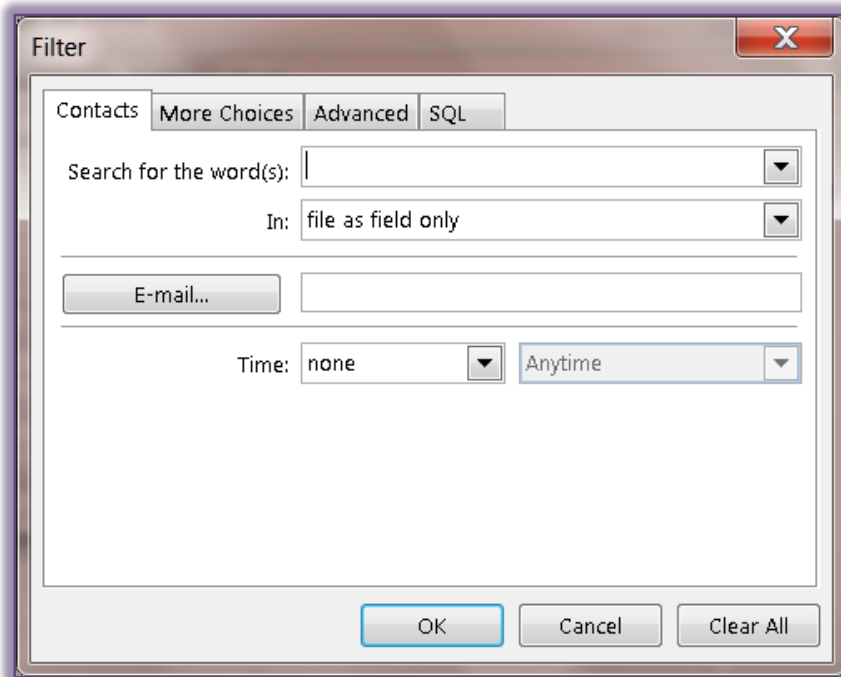 Filter
Contacts More Choices Advanced SQL
Search for the word(s):
In: file as field only
E-mail...
Time: none Anytime
OK Cancel Clear All